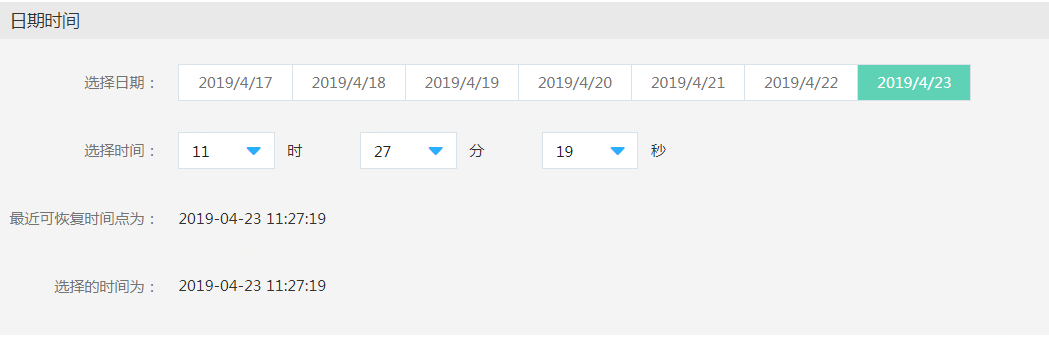 日期时间
选择日期： 2019/4/17 2019/4/18 2019/4/19 2019/4/20 2019/4/21 2019/4/22 2019/4/23
选择时间： 11 时 27 分 19 秒
最近可恢复时间点为： 2019-04-23 11:27:19
选择的时间为： 2019-04-23 11:27:19